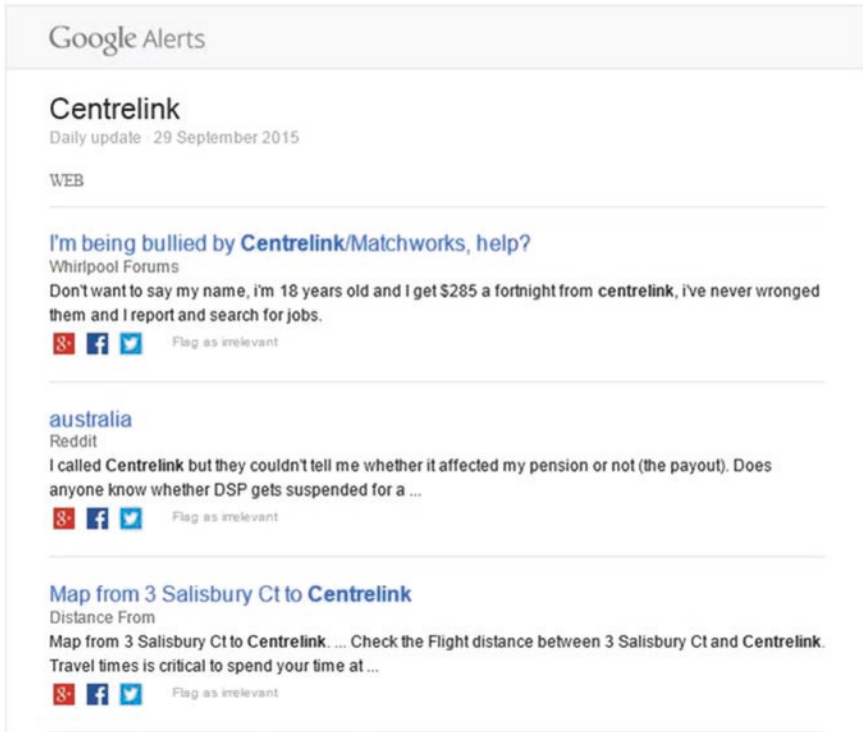 Google Alerts
Centrelink
Daily update · 29 September 2015
WEB
I'm being bullied by Centrelink/Matchworks, help?
Whirlpool Forums
Don't want to say my name, i'm 18 years old and I get $285 a fortnight from centrelink, i've never wronged
them and I report and search for jobs.
Flag as irrelevant
australia
Reddit
I called Centrelink but they couldn't tell me whether it affected my pension or not (the payout). Does
anyone know whether DSP gets suspended for a ...
Flag as irrelevant
Map from 3 Salisbury Ct to Centrelink
Distance From
Map from 3 Salisbury Ct to Centrelink. ... Check the Flight distance between 3 Salisbury Ct and Centrelink.
Travel times is critical to spend your time at ...
Flag as irrelevant